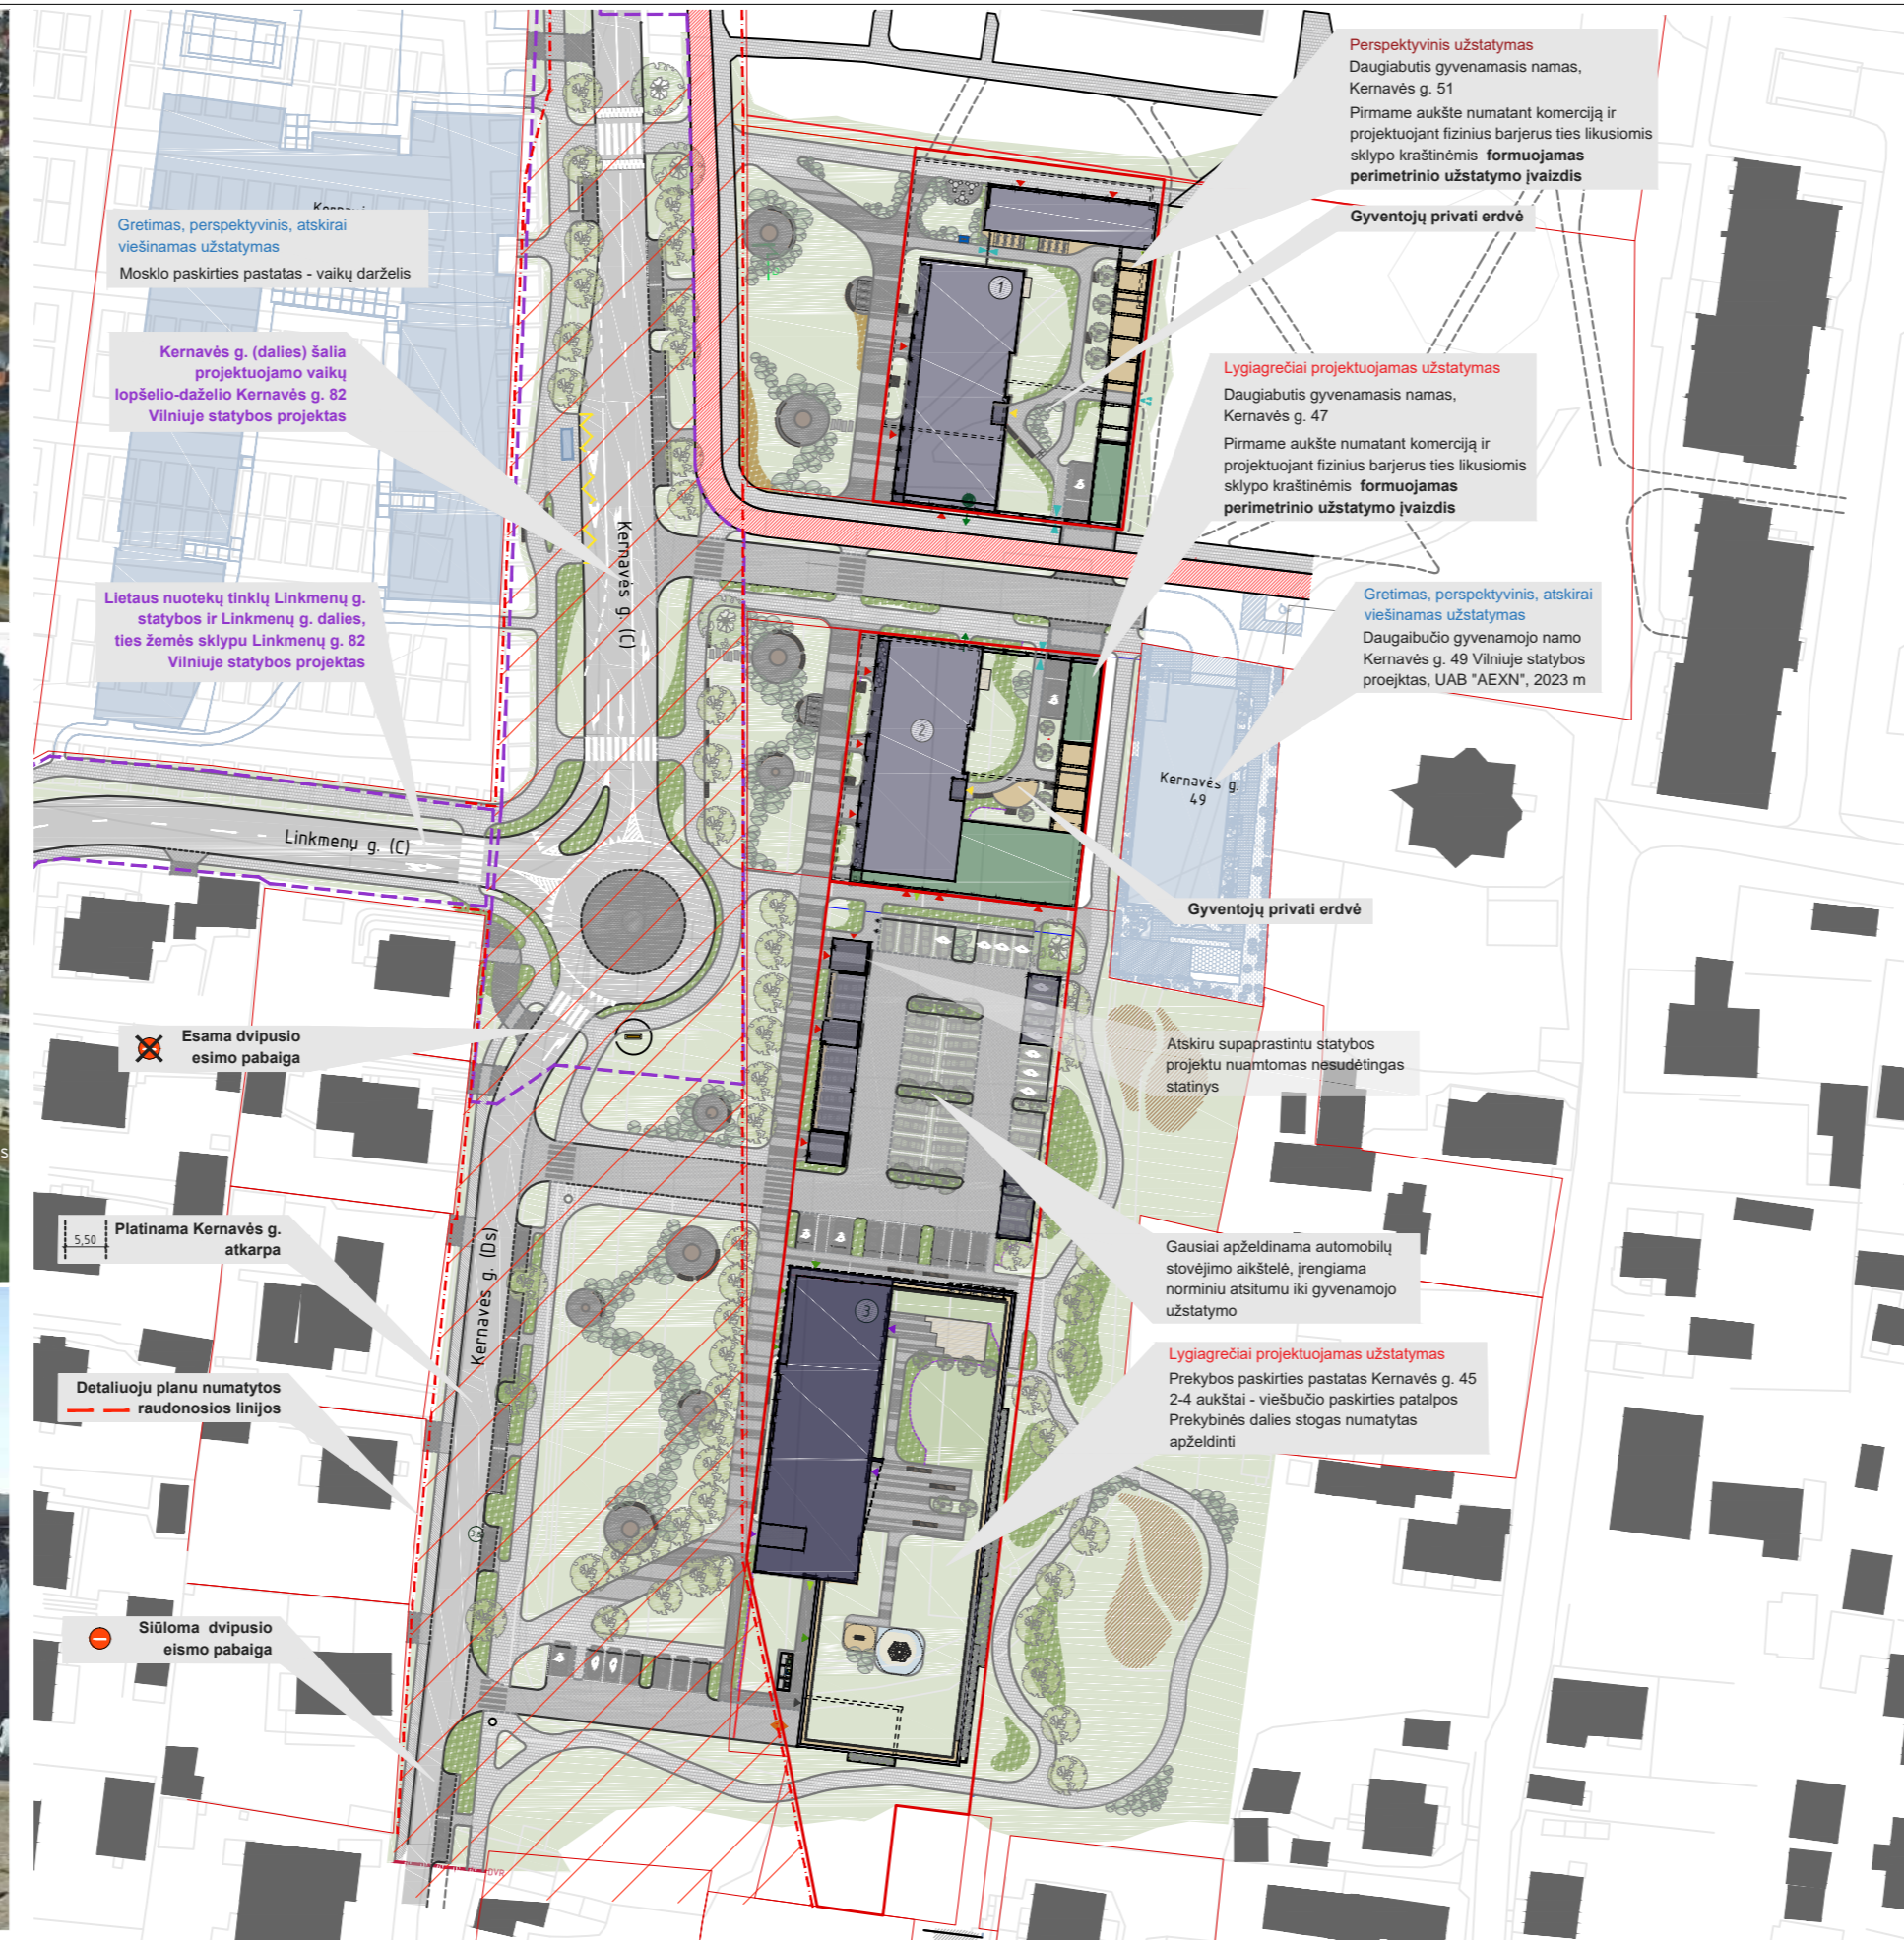 Perspektyvinis užstatymas
Daugiabutis gyvenamasis namas,
Kernavės g. 51
Pirmame aukšte numatant komerciją ir
projektuojant fizinius barjerus ties likusiomis
sklypo kraštinėmis formuojamas
perimetrinio užstatymo įvaizdis
Gyventojų privati erdvė
Gretimas, perspektyvinis, atskirai
viešinamas užstatymas
Mosklo paskirties pastatas - vaikų darželis
1
Kernavės g. (dalies) šalia
projektuojamo vaikų
lopšelio-daželio Kernavės g. 82
Vilniuje statybos projektas
Lygiagrečiai projektuojamas užstatymas
Daugiabutis gyvenamasis namas,
Kernavės g. 47
Pirmame aukšte numatant komerciją ir
projektuojant fizinius barjerus ties likusiomis
sklypo kraštinėmis formuojamas
perimetrinio užstatymo įvaizdis
Kernavės g. (C)
Lietaus nuotekų tinklų Linkmenų g.
statybos ir Linkmenų g. dalies,
ties žemės sklypu Linkmenų g. 82
Vilniuje statybos projektas
Gretimas, perspektyvinis, atskirai
viešinamas užstatymas
Daugaibučio gyvenamojo namo
Kernavės g. 49 Vilniuje statybos
proejktas, UAB "AEXN", 2023 m
2
Kernavės g.
49
Linkmenų g. (C)
Gyventojų privati erdvė
Esama dvipusio
esimo pabaiga
Atskiru supaprastintu statybos
projektu nuamtomas nesudėtingas
statinys
5,50
Platinama Kernavės g.
atkarpa
Kernavės g. (Ds)
Gausiai apželdinama automobilų
stovėjimo aikštelė, įrengiama
norminiu atsitumu iki gyvenamojo
užstatymo
3
Lygiagrečiai projektuojamas užstatymas
Prekybos paskirties pastatas Kernavės g. 45
2-4 aukštai - viešbučio paskirties patalpos
Prekybinės dalies stogas numatytas
apželdinti
Detaliuoju planu numatytos
raudonosios linijos
Siūloma dvipusio
eismo pabaiga